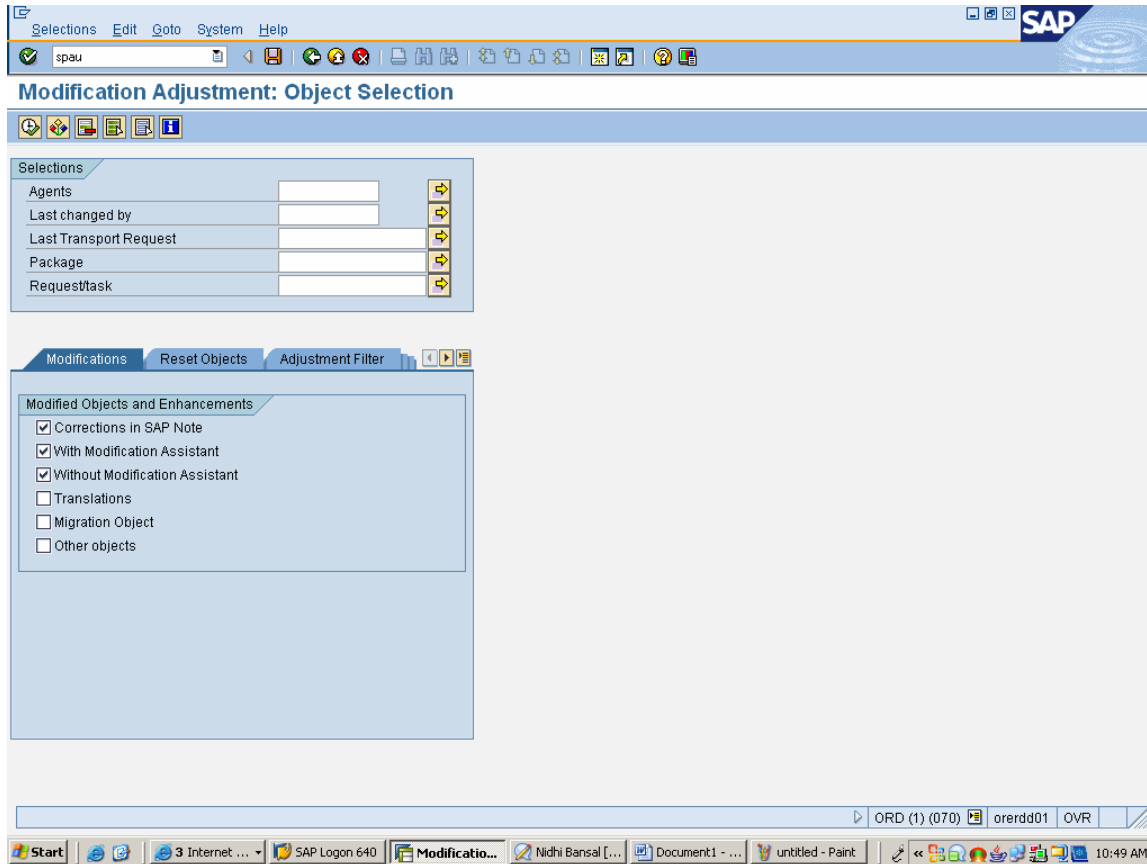 Selections Edit Goto System Help
SAP
spau
Modification Adjustment: Object Selection
Selections
Agents
Last changed by
Last Transport Request
Package
Request/task
Modifications Reset Objects Adjustment Filter
Modified Objects and Enhancements
Corrections in SAP Note
With Modification Assistant
Without Modification Assistant
Translations
Migration Object
Other objects
ORD (1) (070) orerdd01 OVR
Start 3 Internet ... SAP Logon 640 Modificatio... Nidhi Bansal [... Document1 - ... untitled - Paint « 10:49 AM